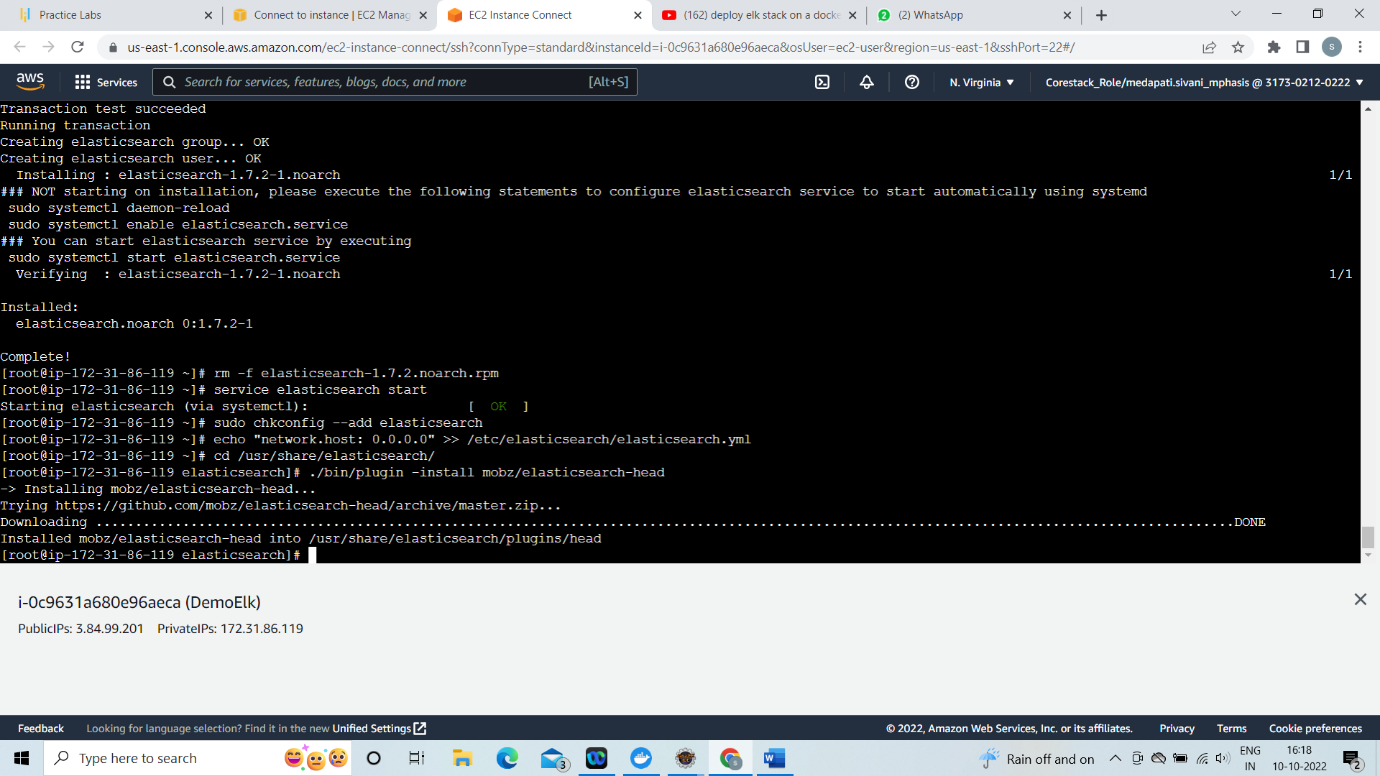 Practice Labs
Connect to instance | EC2 Manag
EC2 Instance Connect
(162) deploy elk stack on a docke
2
(2) WhatsApp
us-east-1.console.aws.amazon.com/ec2-instance-connect/ssh?connType=standard&instanceId=i-0c9631a680e96aeca&osUser=ec2-user&region=us-east-1&sshPort=22#/
S
aws
Services
Search for services, features, blogs, docs, and more
[Alt+S]
N. Virginia
Corestack_Role/medapati.sivani_mphasis @ 3173-0212-0222
Transaction test succeeded
Running transaction
Creating elasticsearch group... OK
Creating elasticsearch user... OK
Installing : elasticsearch-1.7.2-1.noarch 1/1
### NOT starting on installation, please execute the following statements to configure elasticsearch service to start automatically using systemd
sudo systemctl daemon-reload
sudo systemctl enable elasticsearch.service
### You can start elasticsearch service by executing
sudo systemctl start elasticsearch.service
Verifying : elasticsearch-1.7.2-1.noarch 1/1
Installed:
elasticsearch.noarch 0:1.7.2-1
Complete!
[root@ip-172-31-86-119 ~]# rm -f elasticsearch-1.7.2.noarch.rpm
[root@ip-172-31-86-119 ~]# service elasticsearch start
Starting elasticsearch (via systemctl): [ OK ]
[root@ip-172-31-86-119 ~]# sudo chkconfig --add elasticsearch
[root@ip-172-31-86-119 ~]# echo "network.host: 0.0.0.0" >> /etc/elasticsearch/elasticsearch.yml
[root@ip-172-31-86-119 ~]# cd /usr/share/elasticsearch/
[root@ip-172-31-86-119 elasticsearch]# ./bin/plugin -install mobz/elasticsearch-head
-> Installing mobz/elasticsearch-head...
Trying https://github.com/mobz/elasticsearch-head/archive/master.zip...
Downloading ................................................................................................................................................DONE
Installed mobz/elasticsearch-head into /usr/share/elasticsearch/plugins/head
[root@ip-172-31-86-119 elasticsearch]#
i-0c9631a680e96aeca (DemoElk)
PublicIPs: 3.84.99.201 PrivateIPs: 172.31.86.119
Feedback
Looking for language selection? Find it in the new Unified Settings
© 2022, Amazon Web Services, Inc. or its affiliates.
Privacy
Terms
Cookie preferences
Type here to search
3
Rain off and on
ENG
IN
16:18
10-10-2022
2